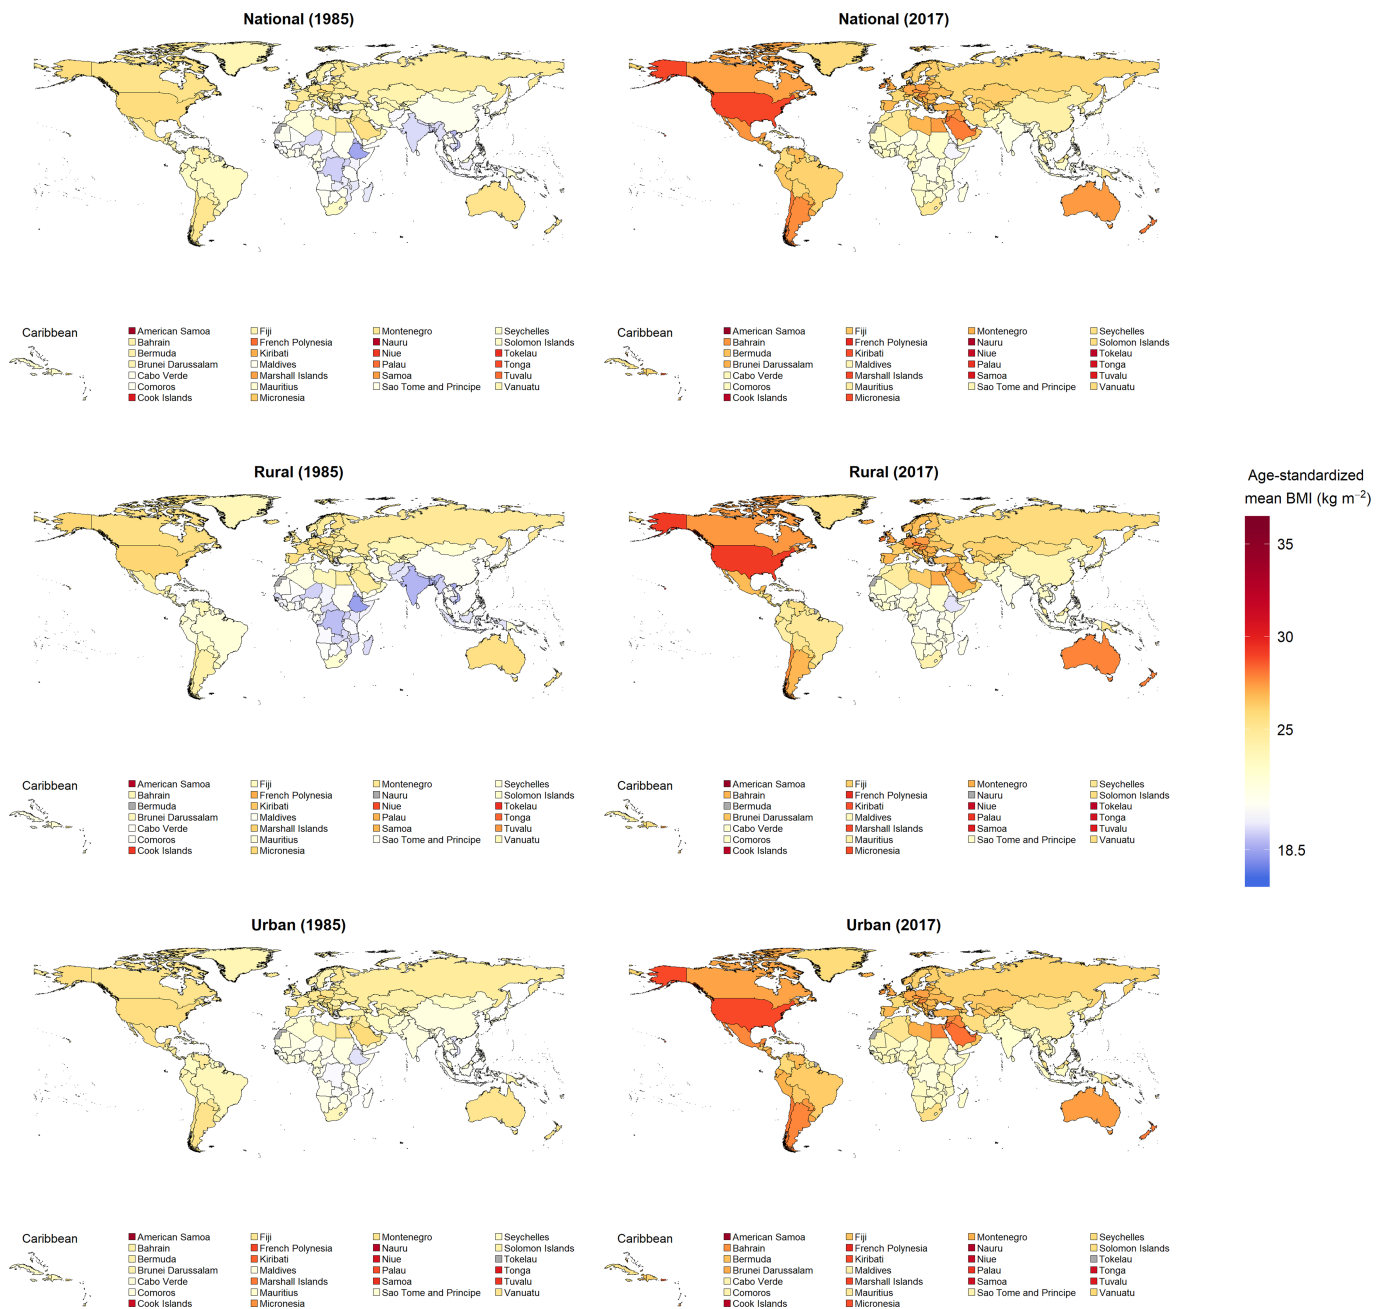 National (1985)
National (2017)
Caribbean
American Samoa
Bahrain
Bermuda
Brunei Darussalam
Cabo Verde
Comoros
Cook Islands
Fiji
French Polynesia
Kiribati
Maldives
Marshall Islands
Mauritius
Micronesia
Montenegro
Nauru
Niue
Palau
Samoa
Sao Tome and Principe
Seychelles
Solomon Islands
Tokelau
Tonga
Tuvalu
Vanuatu
Caribbean
American Samoa
Bahrain
Bermuda
Brunei Darussalam
Cabo Verde
Comoros
Cook Islands
Fiji
French Polynesia
Kiribati
Maldives
Marshall Islands
Mauritius
Micronesia
Montenegro
Nauru
Niue
Palau
Samoa
Sao Tome and Principe
Seychelles
Solomon Islands
Tokelau
Tonga
Tuvalu
Vanuatu
Rural (1985)
Rural (2017)
Caribbean
American Samoa
Bahrain
Bermuda
Brunei Darussalam
Cabo Verde
Comoros
Cook Islands
Fiji
French Polynesia
Kiribati
Maldives
Marshall Islands
Mauritius
Micronesia
Montenegro
Nauru
Niue
Palau
Samoa
Sao Tome and Principe
Seychelles
Solomon Islands
Tokelau
Tonga
Tuvalu
Vanuatu
Caribbean
American Samoa
Bahrain
Bermuda
Brunei Darussalam
Cabo Verde
Comoros
Cook Islands
Fiji
French Polynesia
Kiribati
Maldives
Marshall Islands
Mauritius
Micronesia
Montenegro
Nauru
Niue
Palau
Samoa
Sao Tome and Principe
Seychelles
Solomon Islands
Tokelau
Tonga
Tuvalu
Vanuatu
Age-standardized
mean BMI (kg m⁻²)
35
30
25
18.5
Urban (1985)
Urban (2017)
Caribbean
American Samoa
Bahrain
Bermuda
Brunei Darussalam
Cabo Verde
Comoros
Cook Islands
Fiji
French Polynesia
Kiribati
Maldives
Marshall Islands
Mauritius
Micronesia
Montenegro
Nauru
Niue
Palau
Samoa
Sao Tome and Principe
Seychelles
Solomon Islands
Tokelau
Tonga
Tuvalu
Vanuatu
Caribbean
American Samoa
Bahrain
Bermuda
Brunei Darussalam
Cabo Verde
Comoros
Cook Islands
Fiji
French Polynesia
Kiribati
Maldives
Marshall Islands
Mauritius
Micronesia
Montenegro
Nauru
Niue
Palau
Samoa
Sao Tome and Principe
Seychelles
Solomon Islands
Tokelau
Tonga
Tuvalu
Vanuatu